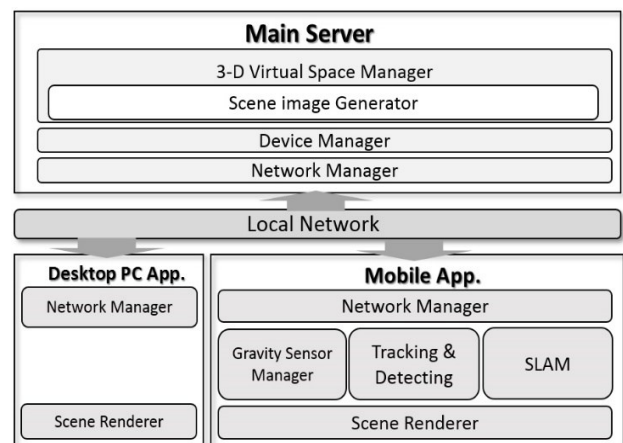 Main Server
3-D Virtual Space Manager
Scene image Generator
Device Manager
Network Manager
Local Network
Desktop PC App.
Network Manager
Scene Renderer
Mobile App.
Network Manager
Gravity Sensor
Manager
Tracking &
Detecting
SLAM
Scene Renderer